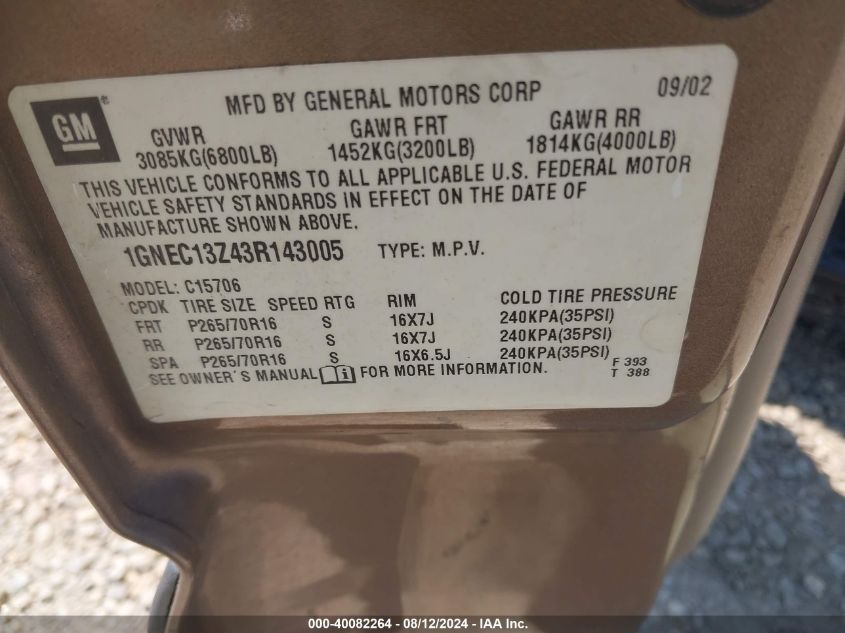 GM®
MFD BY GENERAL MOTORS CORP 09/02
GVWR GAWR FRT GAWR RR
3085KG(6800LB) 1452KG(3200LB) 1814KG(4000LB)
THIS VEHICLE CONFORMS TO ALL APPLICABLE U.S. FEDERAL MOTOR
VEHICLE SAFETY STANDARDS IN EFFECT ON THE DATE OF
MANUFACTURE SHOWN ABOVE.
1GNEC13Z43R143005 TYPE: M.P.V.
MODEL: C15706
CPDK TIRE SIZE SPEED RTG RIM COLD TIRE PRESSURE
FRT P265/70R16 S 16X7J 240KPA(35PSI)
RR P265/70R16 S 16X7J 240KPA(35PSI)
SPA P265/70R16 S 16X6.5J 240KPA(35PSI)
SEE OWNER'S MANUAL FOR MORE INFORMATION.
F 393
T 388
000-40082264 - 08/12/2024 - IAA Inc.